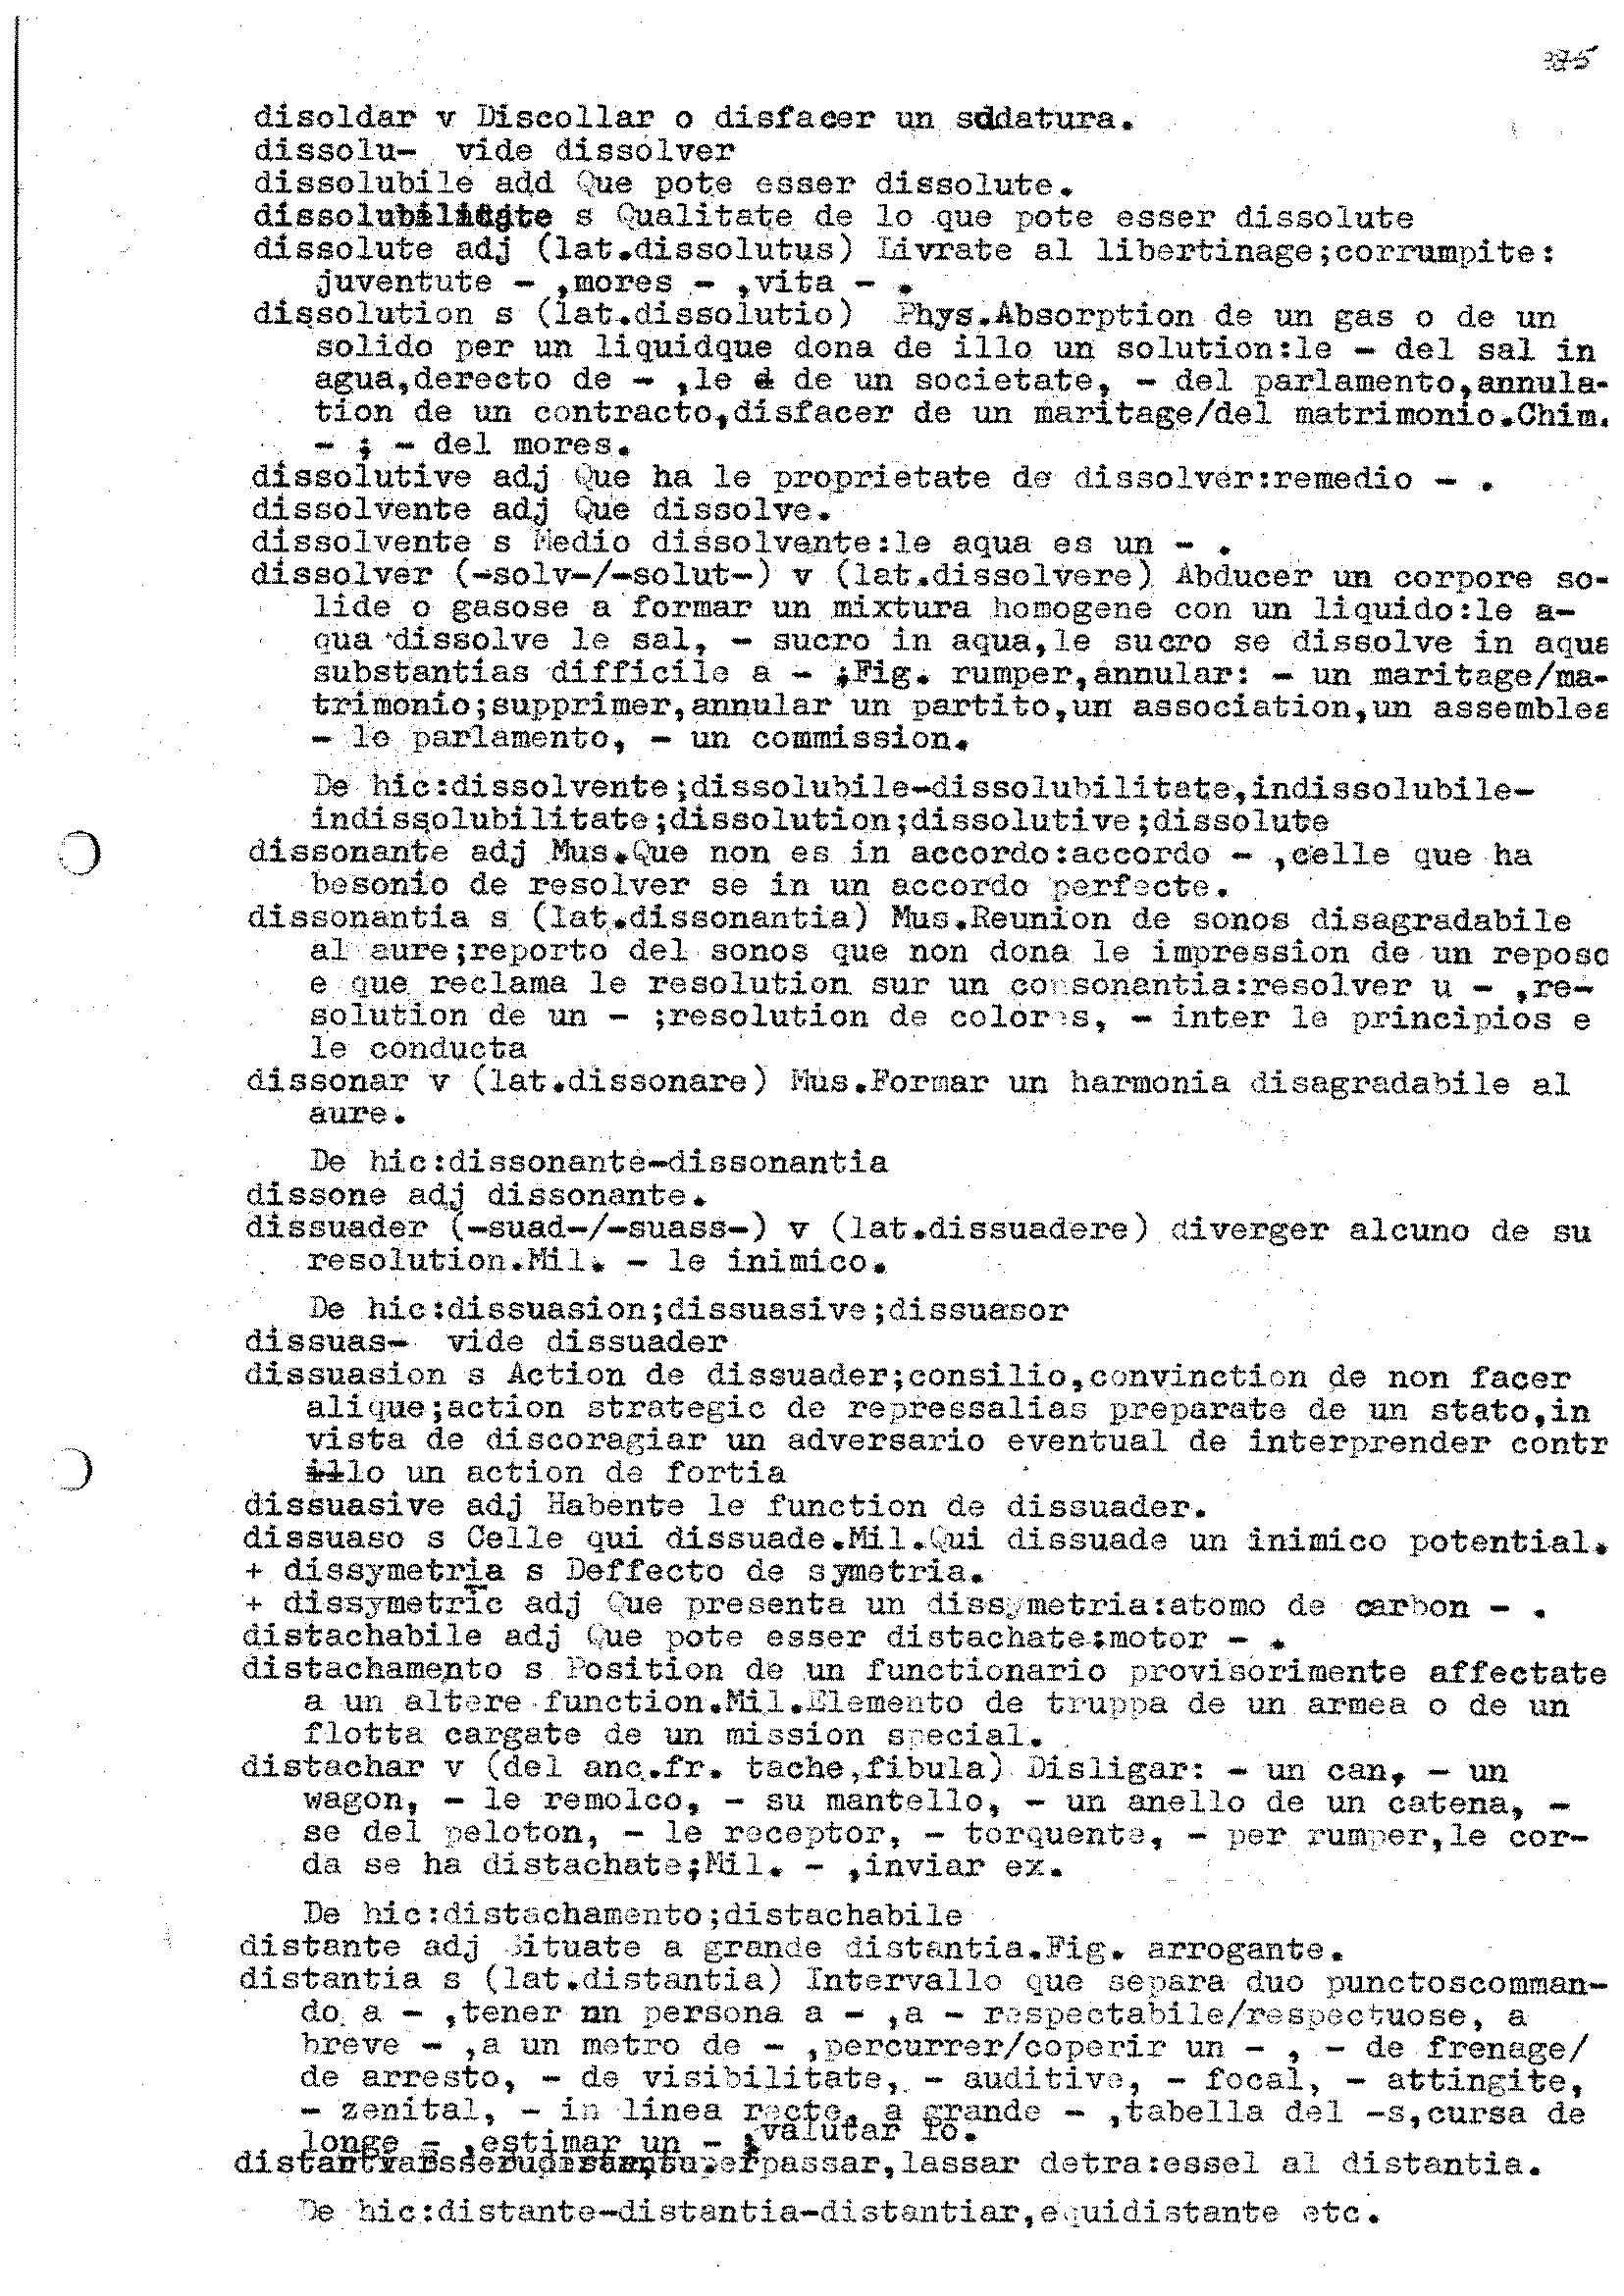 275
disoldar v Discollar o disfacer un soddatura.
dissolu- vide dissolver
dissolubile add Que pote esser dissolute.
dissolubilitate s Qualitate de lo que pote esser dissolute
dissolute adj (lat.dissolutus) Livrate al libertinage;corrumpite:
juventute - ,mores - ,vita - .
dissolution s (lat.dissolutio) Phys.Absorption de un gas o de un
solido per un liquidque dona de illo un solution:le - del sal in
agua,derecto de - ,le d de un societate, - del parlamento,annula-
tion de un contracto,disfacer de un maritage/del matrimonio.Chim.
- ; - del mores.
dissolutive adj Que ha le proprietate de dissolver:remedio - .
dissolvente adj Que dissolve.
dissolvente s Medio dissolvente:le aqua es un - .
dissolver (-solv-/-solut-) v (lat.dissolvere) Abducer un corpore so-
lide o gasose a formar un mixtura homogene con un liquido:le a-
qua dissolve le sal, - sucro in aqua,le sucro se dissolve in aqua
substantias difficile a - ;Fig. rumper,annular: - un maritage/ma-
trimonio;supprimer,annular un partito,un association,un assemblea
- le parlamento, - un commission.
De hic:dissolvente;dissolubile-dissolubilitate,indissolubile-
indissolubilitate;dissolution;dissolutive;dissolute
dissonante adj Mus.Que non es in accordo:accordo - ,celle que ha
besonio de resolver se in un accordo perfecte.
dissonantia s (lat.dissonantia) Mus.Reunion de sonos disagradabile
al aure;reporto del sonos que non dona le impression de un reposo
e que reclama le resolution sur un consonantia:resolver u - ,re-
solution de un - ;resolution de colores, - inter le principios e
le conducta
dissonar v (lat.dissonare) Mus.Formar un harmonia disagradabile al
aure.
De hic:dissonante-dissonantia
dissone adj dissonante.
dissuader (-suad-/-suass-) v (lat.dissuadere) diverger alcuno de su
resolution.Mil. - le inimico.
De hic:dissuasion;dissuasive;dissuasor
dissuas- vide dissuader
dissuasion s Action de dissuader;consilio,convinction de non facer
alique;action strategic de repressalias preparate de un stato,in
vista de discoragiar un adversario eventual de interprender contr
illo un action de fortia
dissuasive adj Habente le function de dissuader.
dissuaso s Celle qui dissuade.Mil.Qui dissuade un inimico potential.
+ dissymetria s Deffecto de symetria.
+ dissymetric adj Que presenta un dissymetria:atomo de carbon - .
distachabile adj Que pote esser distachate:motor - .
distachamento s Position de un functionario provisorimente affectate
a un altere function.Mil.Elemento de truppa de un armea o de un
flotta cargate de un mission special.
distachar v (del anc.fr. tache,fibula) Disligar: - un can, - un
wagon, - le remolco, - su mantello, - un anello de un catena, -
se del peloton, - le receptor, - torquente, - per rumper,le cor-
da se ha distachate;Mil. - ,inviar ex.
De hic:distachamento;distachabile
distante adj Situate a grande distantia.Fig. arrogante.
distantia s (lat.distantia) Intervallo que separa duo punctoscomman-
do a - ,tener nn persona a - ,a - respectabile/respectuose, a
breve - ,a un metro de - ,percurrer/coperir un - , - de frenage/
de arresto, - de visibilitate, - auditive, - focal, - attingite,
- zenital, - in linea recte, a grande - ,tabella del -s,cursa de
longe - ,estimar un - ;valutar lo.
passar,lassar detra:essel al distantia.
De hic:distante-distantia-distantiar,equidistante etc.